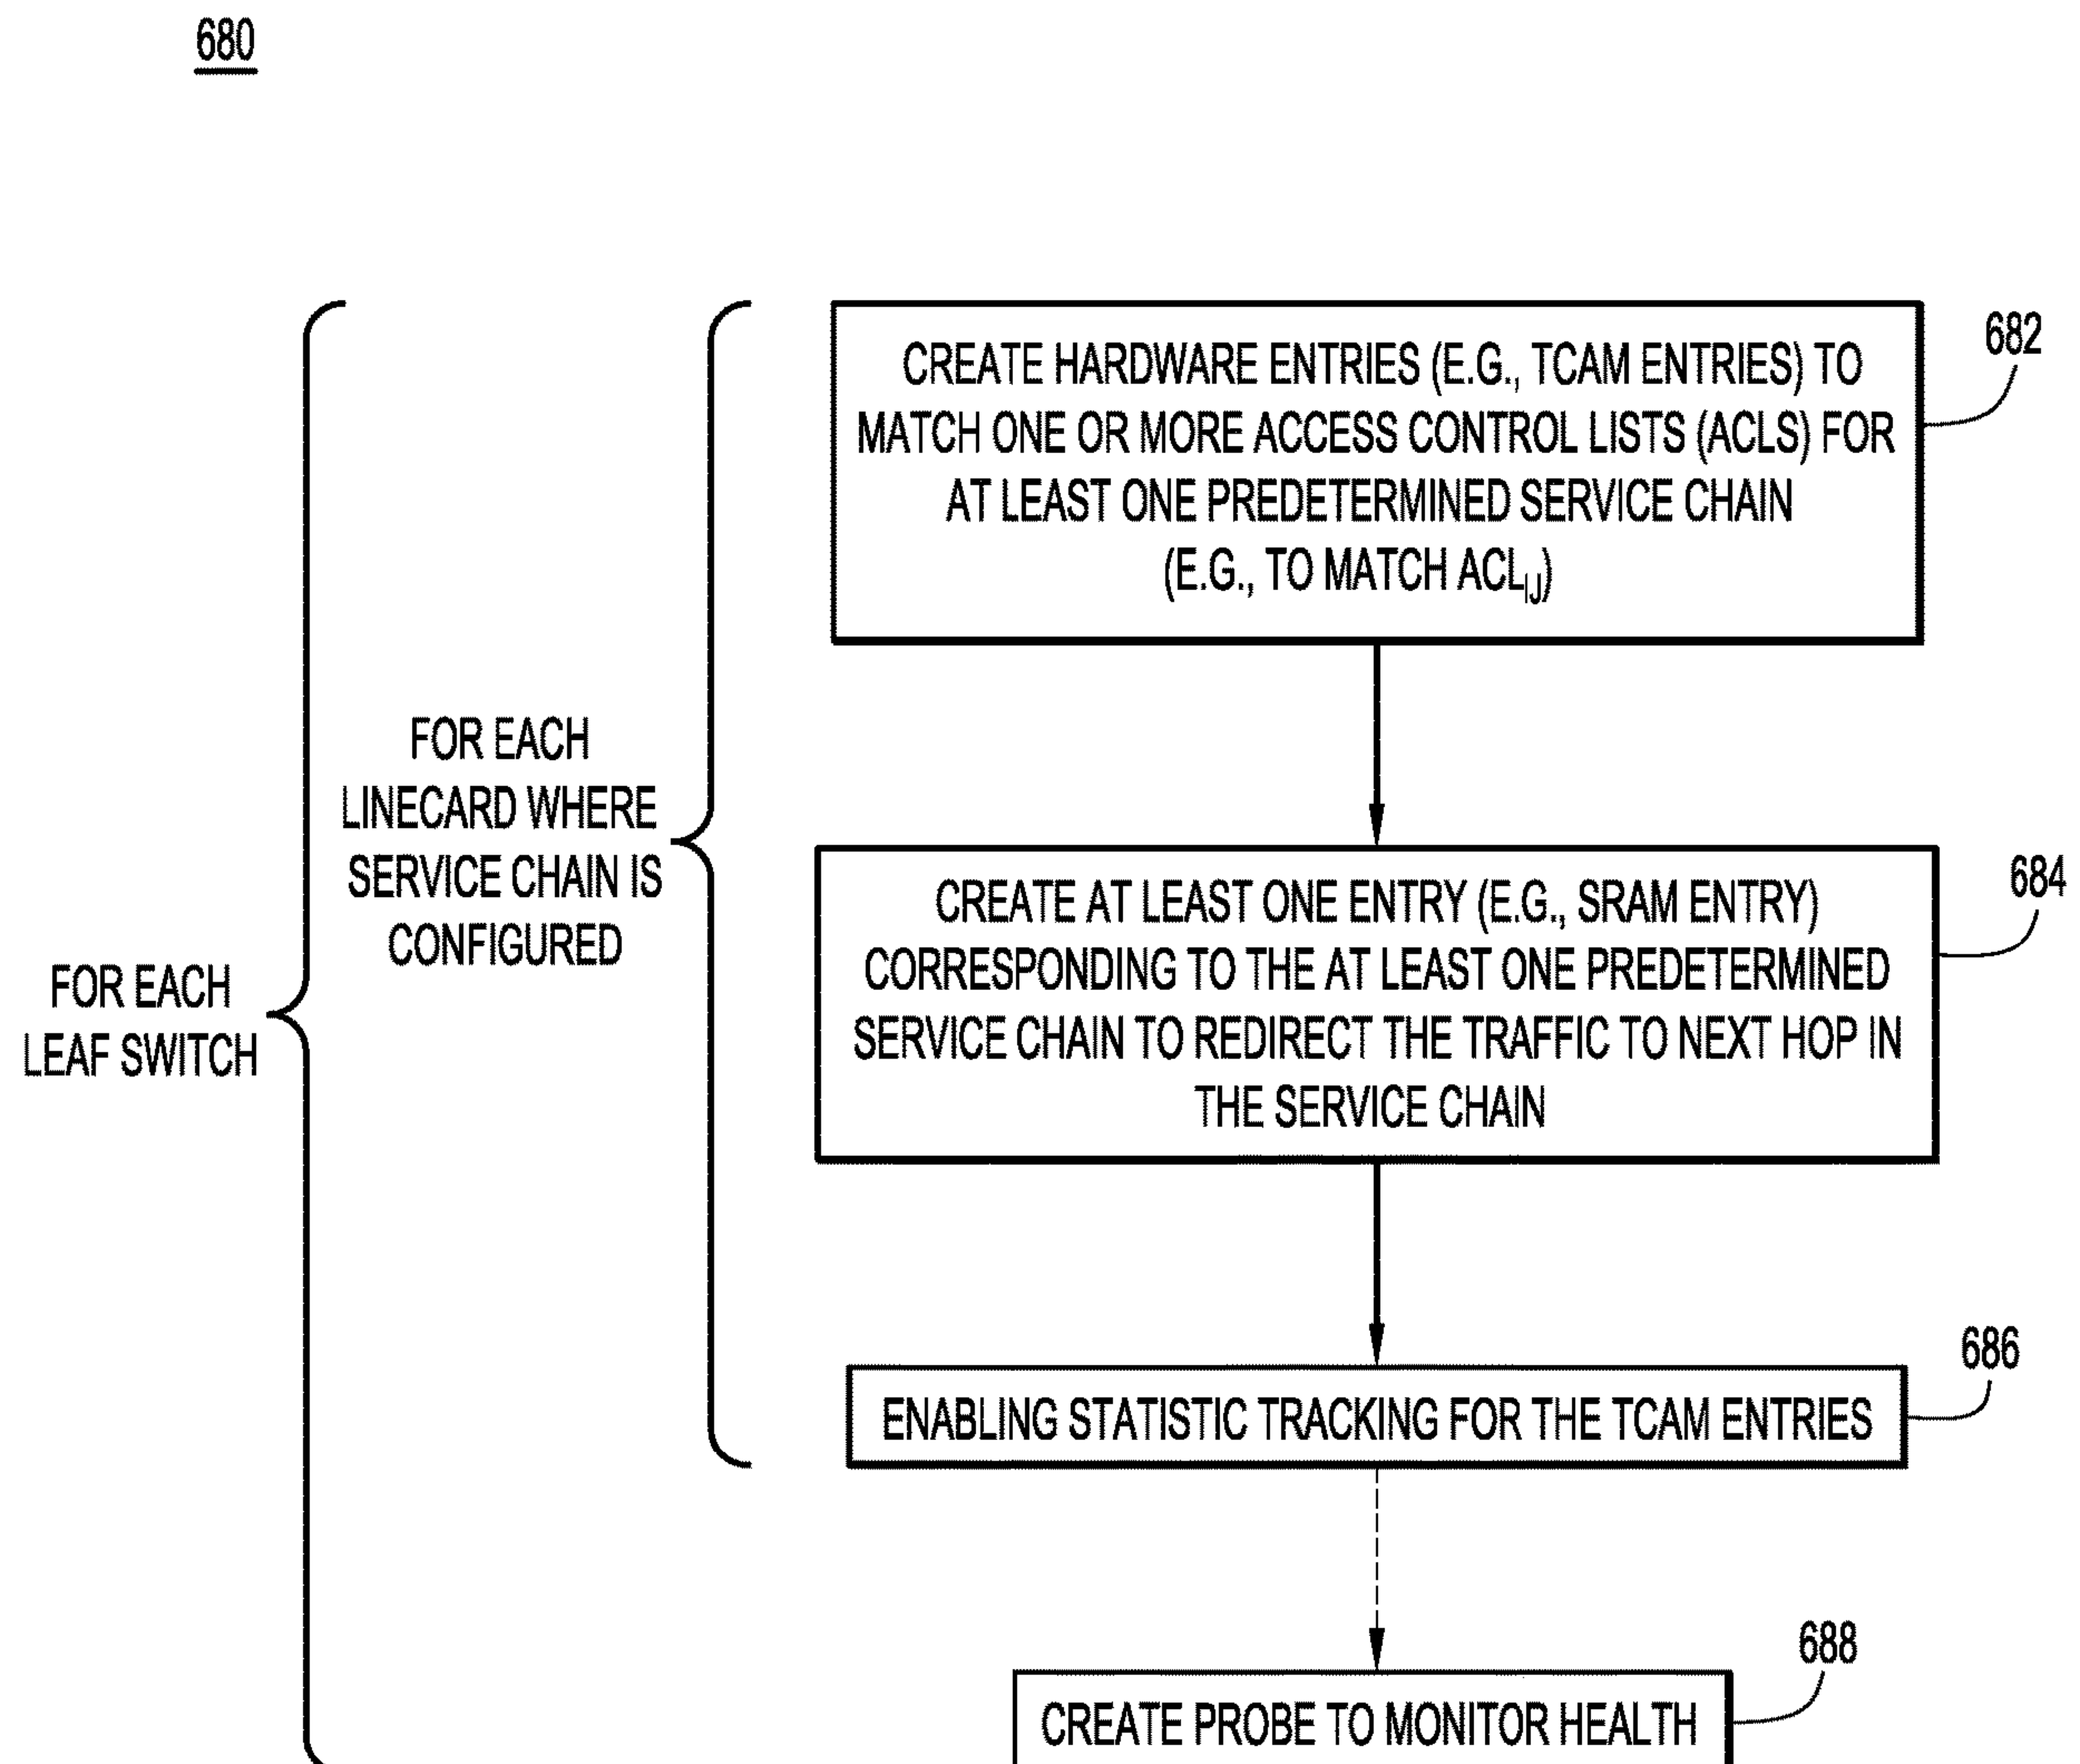 680
CREATE HARDWARE ENTRIES (E.G., TCAM ENTRIES) TO
MATCH ONE OR MORE ACCESS CONTROL LISTS (ACLS) FOR
AT LEAST ONE PREDETERMINED SERVICE CHAIN
(E.G., TO MATCH ACLIJ)
682
FOR EACH
LINECARD WHERE
SERVICE CHAIN IS
CONFIGURED
FOR EACH
LEAF SWITCH
CREATE AT LEAST ONE ENTRY (E.G., SRAM ENTRY)
CORRESPONDING TO THE AT LEAST ONE PREDETERMINED
SERVICE CHAIN TO REDIRECT THE TRAFFIC TO NEXT HOP IN
THE SERVICE CHAIN
684
ENABLING STATISTIC TRACKING FOR THE TCAM ENTRIES
686
CREATE PROBE TO MONITOR HEALTH
688